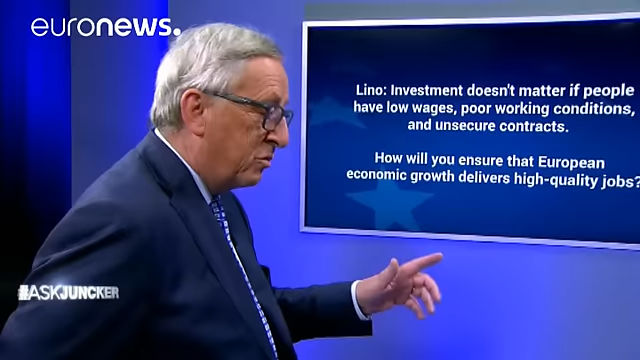 euronews.
Lino: Investment doesn't matter if people
have low wages, poor working conditions,
and unsecure contracts.
How will you ensure that European
economic growth delivers high-quality jobs?
#ASKJUNCKER